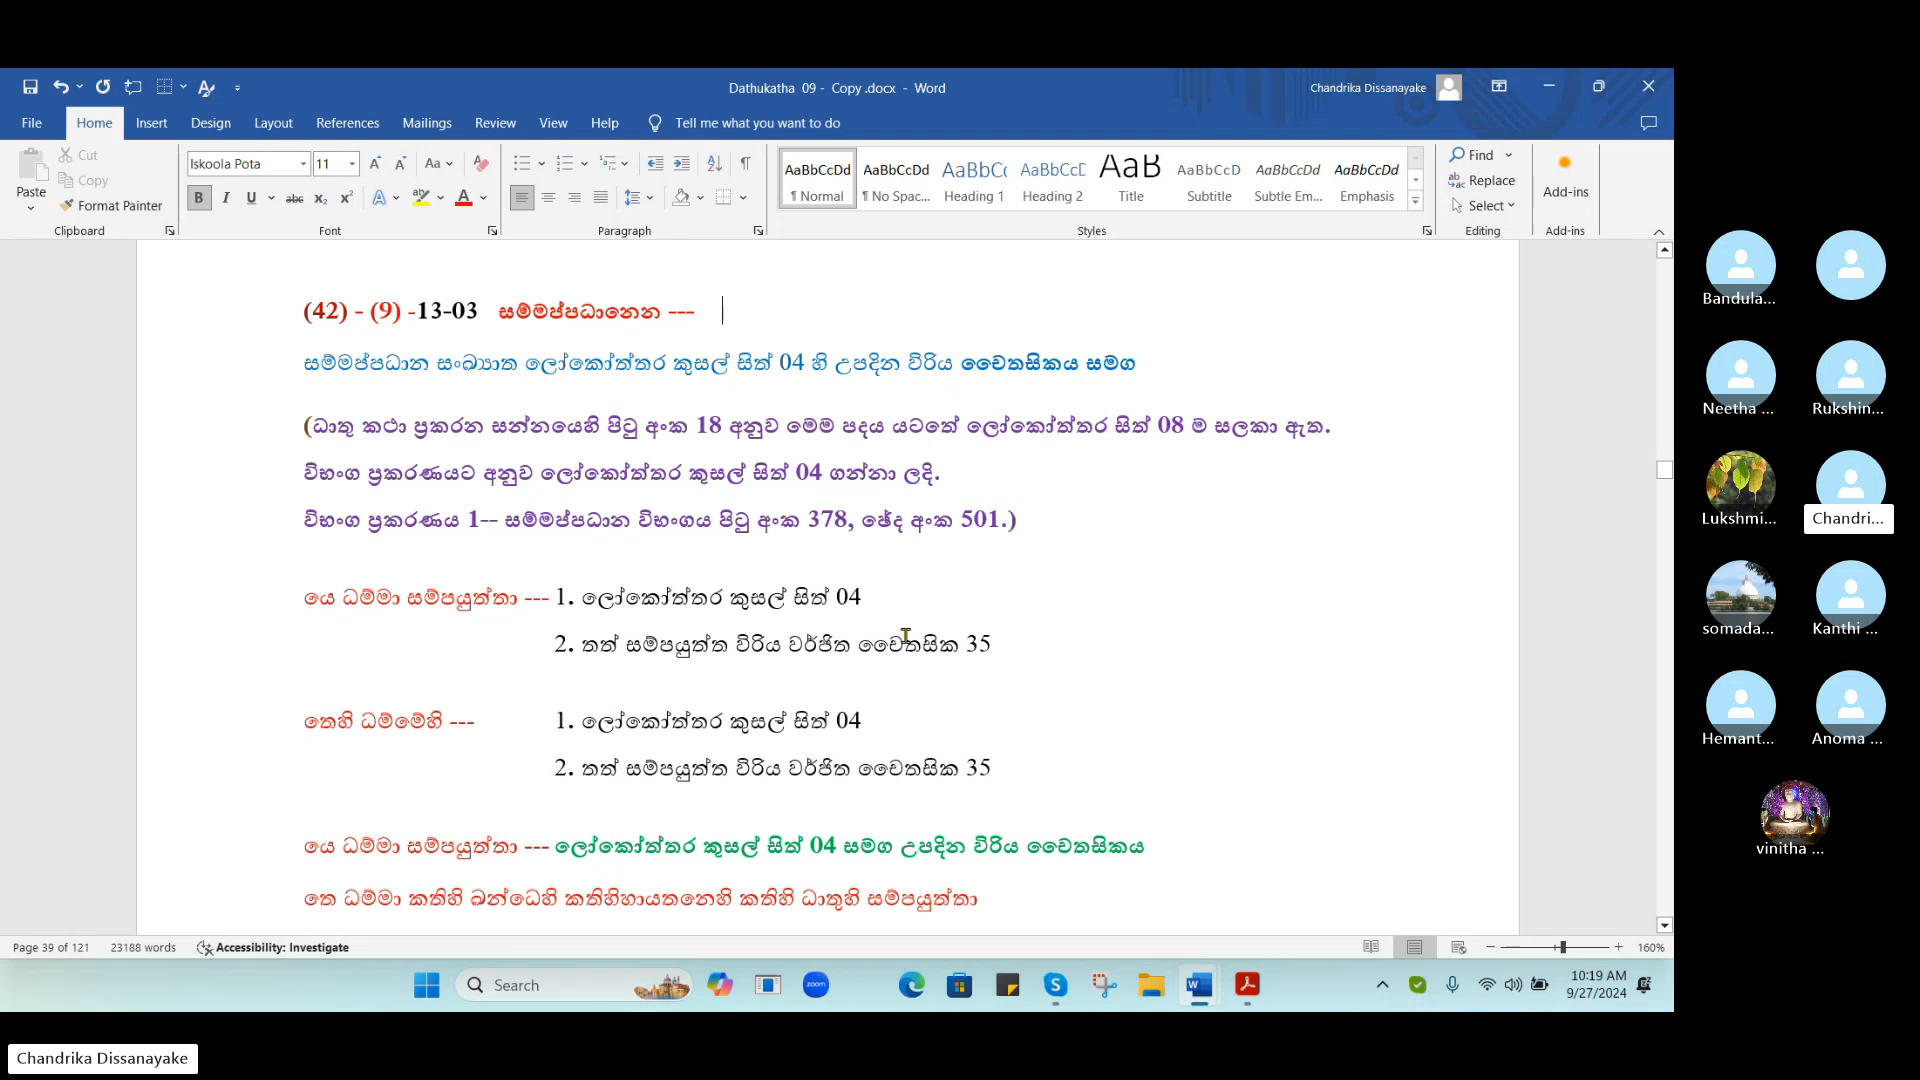 Dathukatha 09 - Copy .docx - Word
Chandrika Dissanayake
File Home Insert Design Layout References Mailings Review View Help Tell me what you want to do
Paste
Cut
Copy
Format Painter
Clipboard
Iskoola Pota 11
Font
Paragraph
AaBbCcDd AaBbCcDd AaBbCc AaBbCcD AaB AaBbCcD AaBbCcDd AaBbCcDd
¶ Normal ¶ No Spac... Heading 1 Heading 2 Title Subtitle Subtle Em... Emphasis
Styles
Find
Replace
Select
Editing
Add-ins
Add-ins
(42) - (9) -13-03 සම්මප්පධානෙන ---
සම්මප්පධාන සංඛ්‍යාත ලෝකෝත්තර කුසල් සිත් 04 හි උපදින විරිය චෛතසිකය සමග
(ධාතු කථා ප්‍රකරන සන්නයෙහි පිටු අංක 18 අනුව මෙම පදය යටතේ ලෝකෝත්තර සිත් 08 ම සලකා ඇත.
විභංග ප්‍රකරණයට අනුව ලෝකෝත්තර කුසල් සිත් 04 ගන්නා ලදි.
විභංග ප්‍රකරණය 1-- සම්මප්පධාන විභංගය පිටු අංක 378, ඡේද අංක 501.)
යෙ ධම්මා සම්පයුත්තා --- 1. ලෝකෝත්තර කුසල් සිත් 04
2. තත් සම්පයුත්ත විරිය වර්ජිත චෛතසික 35
තෙහි ධම්මේහි --- 1. ලෝකෝත්තර කුසල් සිත් 04
2. තත් සම්පයුත්ත විරිය වර්ජිත චෛතසික 35
යෙ ධම්මා සම්පයුත්තා --- ලෝකෝත්තර කුසල් සිත් 04 සමග උපදින විරිය චෛතසිකය
තෙ ධම්මා කතිහි ඛන්ධෙහි කතිහිහායතනෙහි කතිහි ධාතුහි සම්පයුත්තා
Page 39 of 121 23188 words Accessibility: Investigate 160%
Search
zoom
10:19 AM
9/27/2024
Bandula...
Neetha ... Rukshin...
Lukshmi... Chandri...
somada... Kanthi ...
Hemant... Anoma ...
vinitha ...
Chandrika Dissanayake